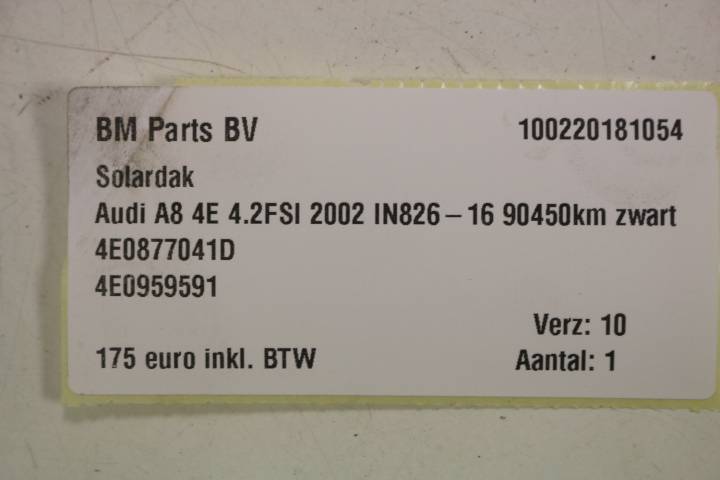 BM Parts BV 100220181054
Solardak
Audi A8 4E 4.2FSI 2002 IN826-16 90450km zwart
4E0877041D
4E0959591
Verz: 10
175 euro inkl. BTW Aantal: 1